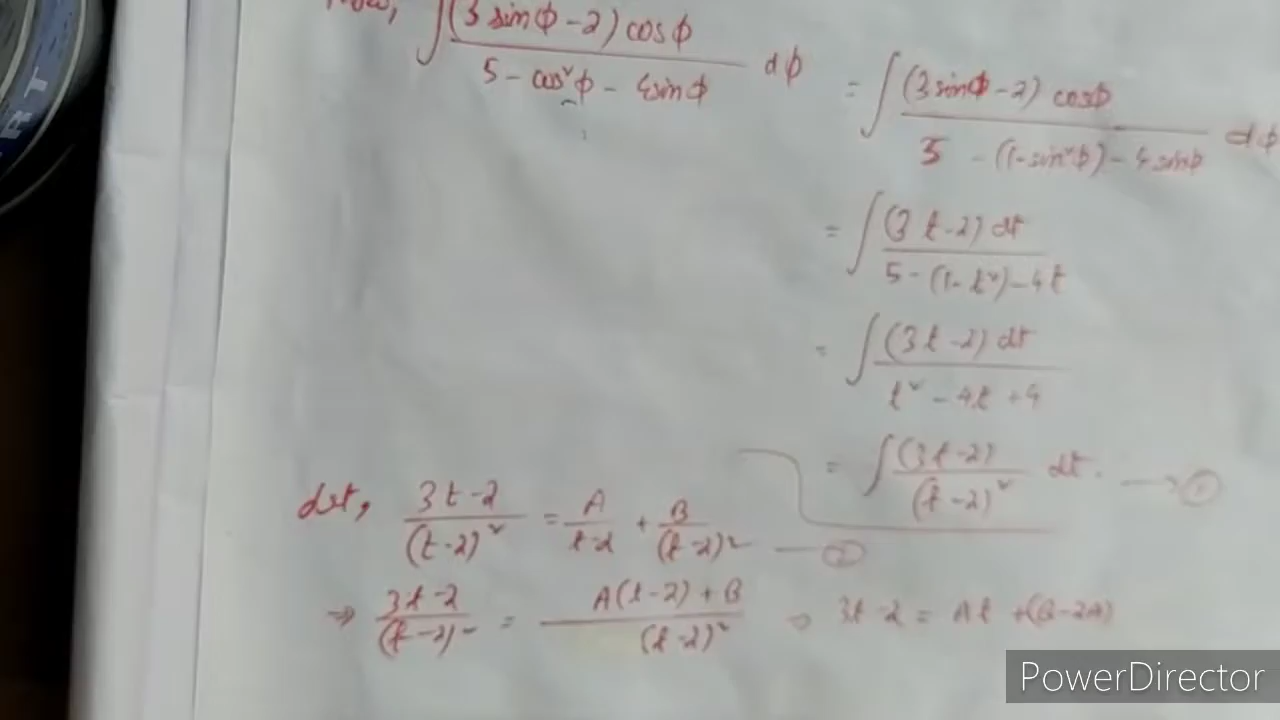 Now, ∫ (3 sinϕ - 2) cosϕ / 5 - cos²ϕ - 4sinϕ dϕ
= ∫ (3 sinϕ - 2) cosϕ / 5 - (1-sin²ϕ) - 4 sinϕ dϕ
= ∫ (3t-2) dt / 5 - (1-t²) - 4t
= ∫ (3t-2) dt / t² - 4t + 4
= ∫ (3t-2) / (t-2)² dt. → ①
Let, 3t-2 / (t-2)² = A / t-2 + B / (t-2)² — ②
⇒ 3t-2 / (t-2)² = A(t-2) + B / (t-2)² ⇒ 3t-2 = At + (B-2A)
RT
PowerDirector